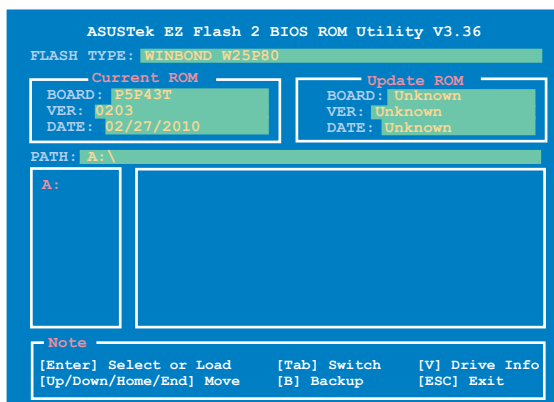 ASUSTek EZ Flash 2 BIOS ROM Utility V3.36
FLASH TYPE: WINBOND W25P80
Current ROM
BOARD: P5P43T
VER: 0203
DATE: 02/27/2010
Update ROM
BOARD: Unknown
VER: Unknown
DATE: Unknown
PATH: A:\
A:
Note
[Enter] Select or Load [Tab] Switch [V] Drive Info
[Up/Down/Home/End] Move [B] Backup [ESC] Exit